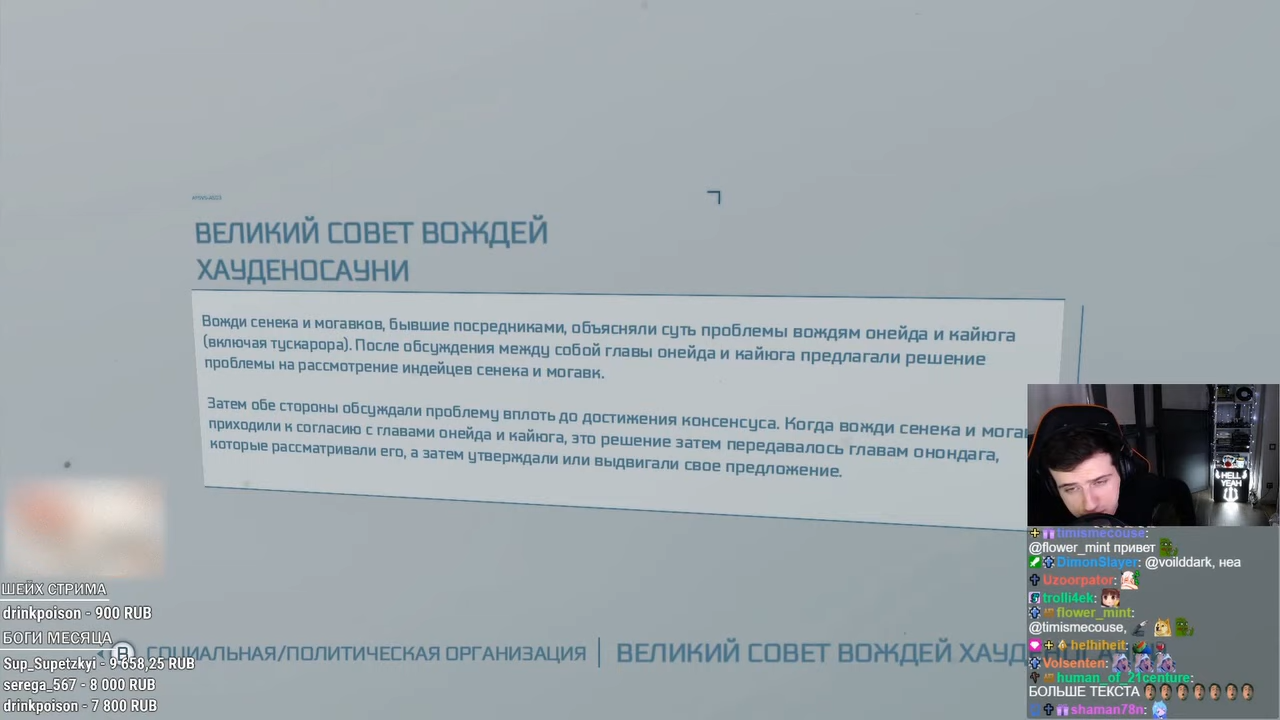 ВЕЛИКИЙ СОВЕТ ВОЖДЕЙ
ХАУДЕНОСАУНИ
Вожди сенека и могавков, бывшие посредниками, объясняли суть проблемы вождям онейда и кайюга
(включая тускарора). После обсуждения между собой главы онейда и кайюга предлагали решение
проблемы на рассмотрение индейцев сенека и могавк.
Затем обе стороны обсуждали проблему вплоть до достижения консенсуса. Когда вожди сенека и мога
приходили к согласию с главами онейда и кайюга, это решение затем передавалось главам онондага,
которые рассматривали его, а затем утверждали или выдвигали свое предложение.
HELL
YEAH
timismecouse:
@flower_mint привет
DimonSlayer: @voilddark, неа
Uzoorpator:
trolli4ek:
flower_mint:
@timismecouse,
helhiheit:
Volsenten:
human_of_21centure:
БОЛЬШЕ ТЕКСТА
shaman78n:
ШЕЙХ СТРИМА
drinkpoison - 900 RUB
БОГИ МЕСЯЦА
Sup_Supetzkyi - 9 658,25 RUB
serega_567 - 8 000 RUB
drinkpoison - 7 800 RUB
B СОЦИАЛЬНАЯ/ПОЛИТИЧЕСКАЯ ОРГАНИЗАЦИЯ | ВЕЛИКИЙ СОВЕТ ВОЖДЕЙ ХАУД